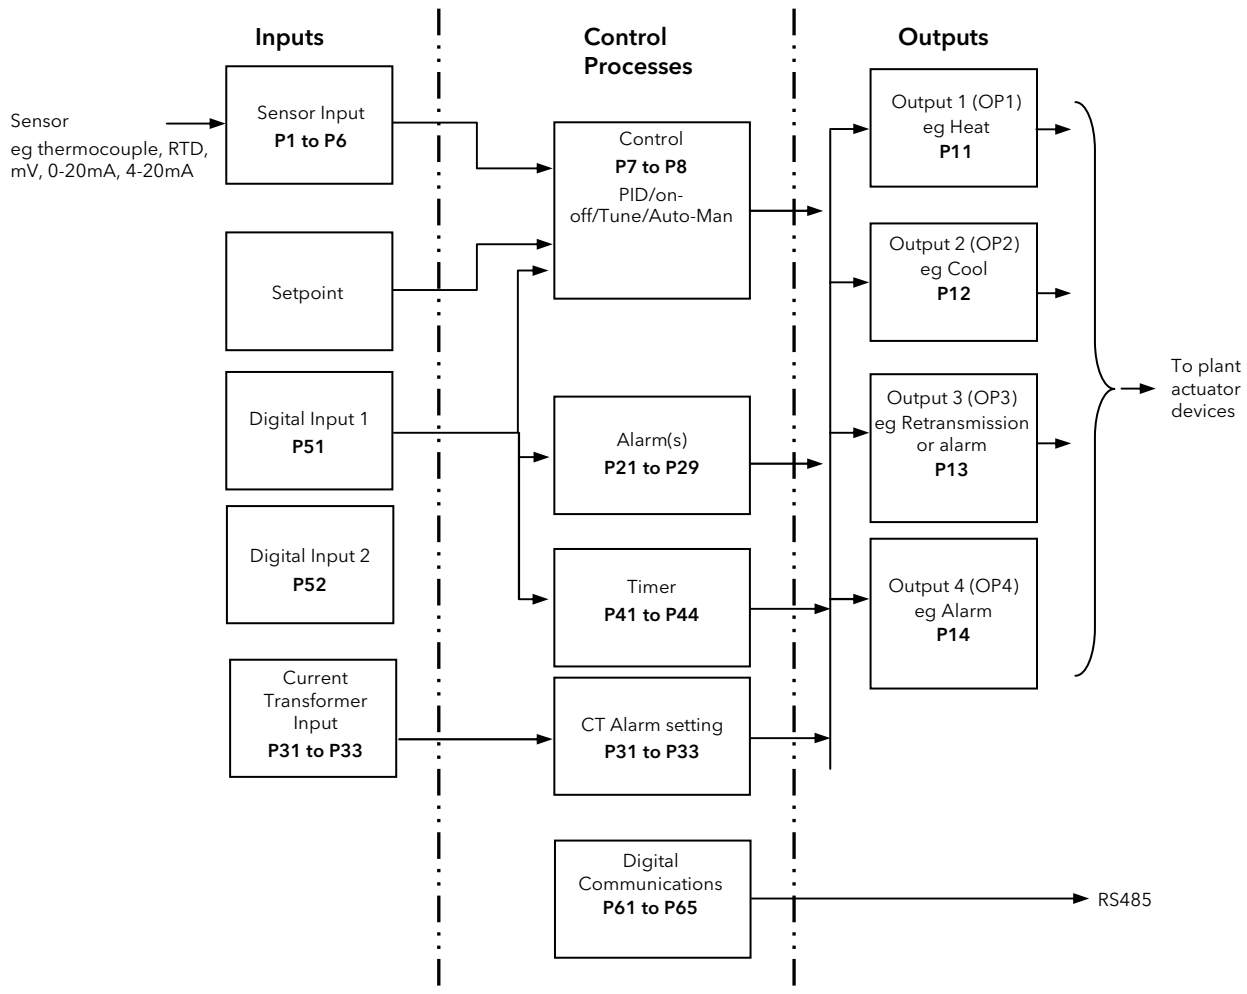 Inputs
Control
Processes
Outputs
Sensor
eg thermocouple, RTD,
mV, 0-20mA, 4-20mA
Sensor Input
P1 to P6
Setpoint
Digital Input 1
P51
Digital Input 2
P52
Current
Transformer
Input
P31 to P33
Control
P7 to P8
PID/on-
off/Tune/Auto-Man
Alarm(s)
P21 to P29
Timer
P41 to P44
CT Alarm setting
P31 to P33
Digital
Communications
P61 to P65
Output 1 (OP1)
eg Heat
P11
Output 2 (OP2)
eg Cool
P12
Output 3 (OP3)
eg Retransmission
or alarm
P13
Output 4 (OP4)
eg Alarm
P14
To plant
actuator
devices
RS485